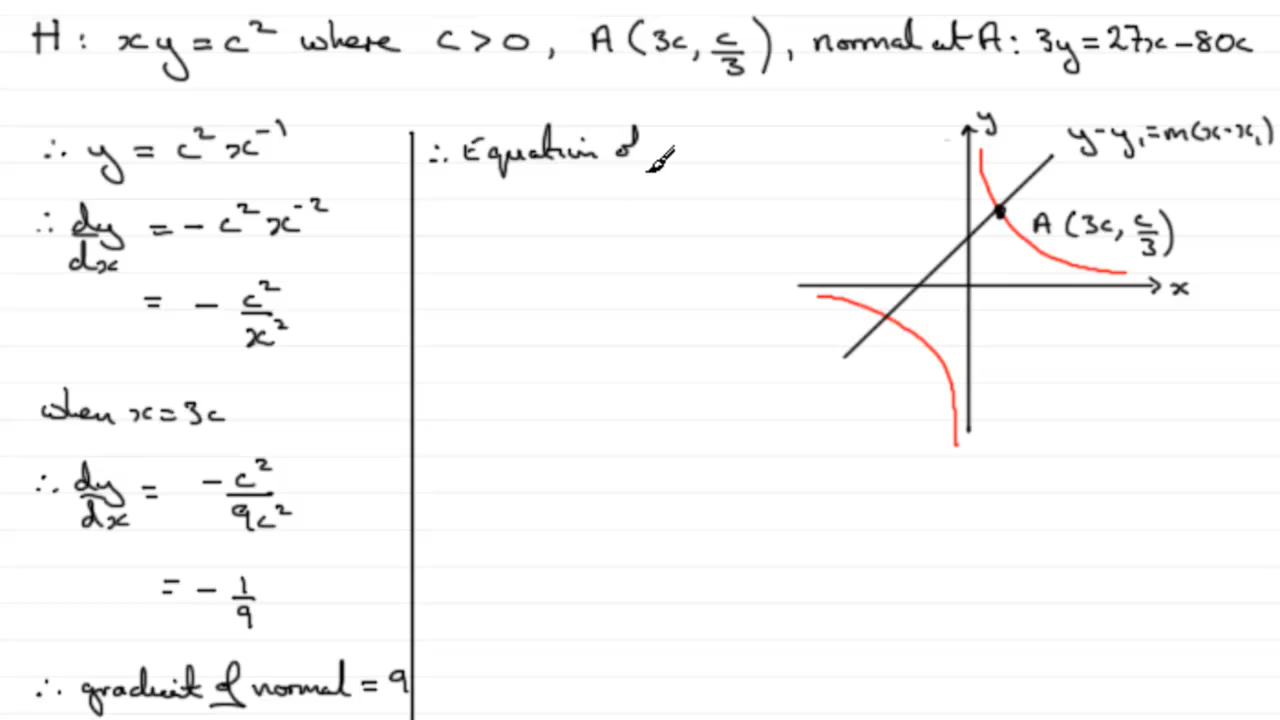 H: xy = c² where c > 0, A(3c, c/3), normal at A: 3y = 27x - 80c
∴ y = c²x⁻¹
∴ dy/dx = - c²x⁻²
= - c²/x²
when x = 3c
∴ dy/dx = -c²/9c²
= - 1/9
∴ gradient of normal = 9
∴ Equation of
y
y-y₁=m(x-x₁)
A (3c, c/3)
x